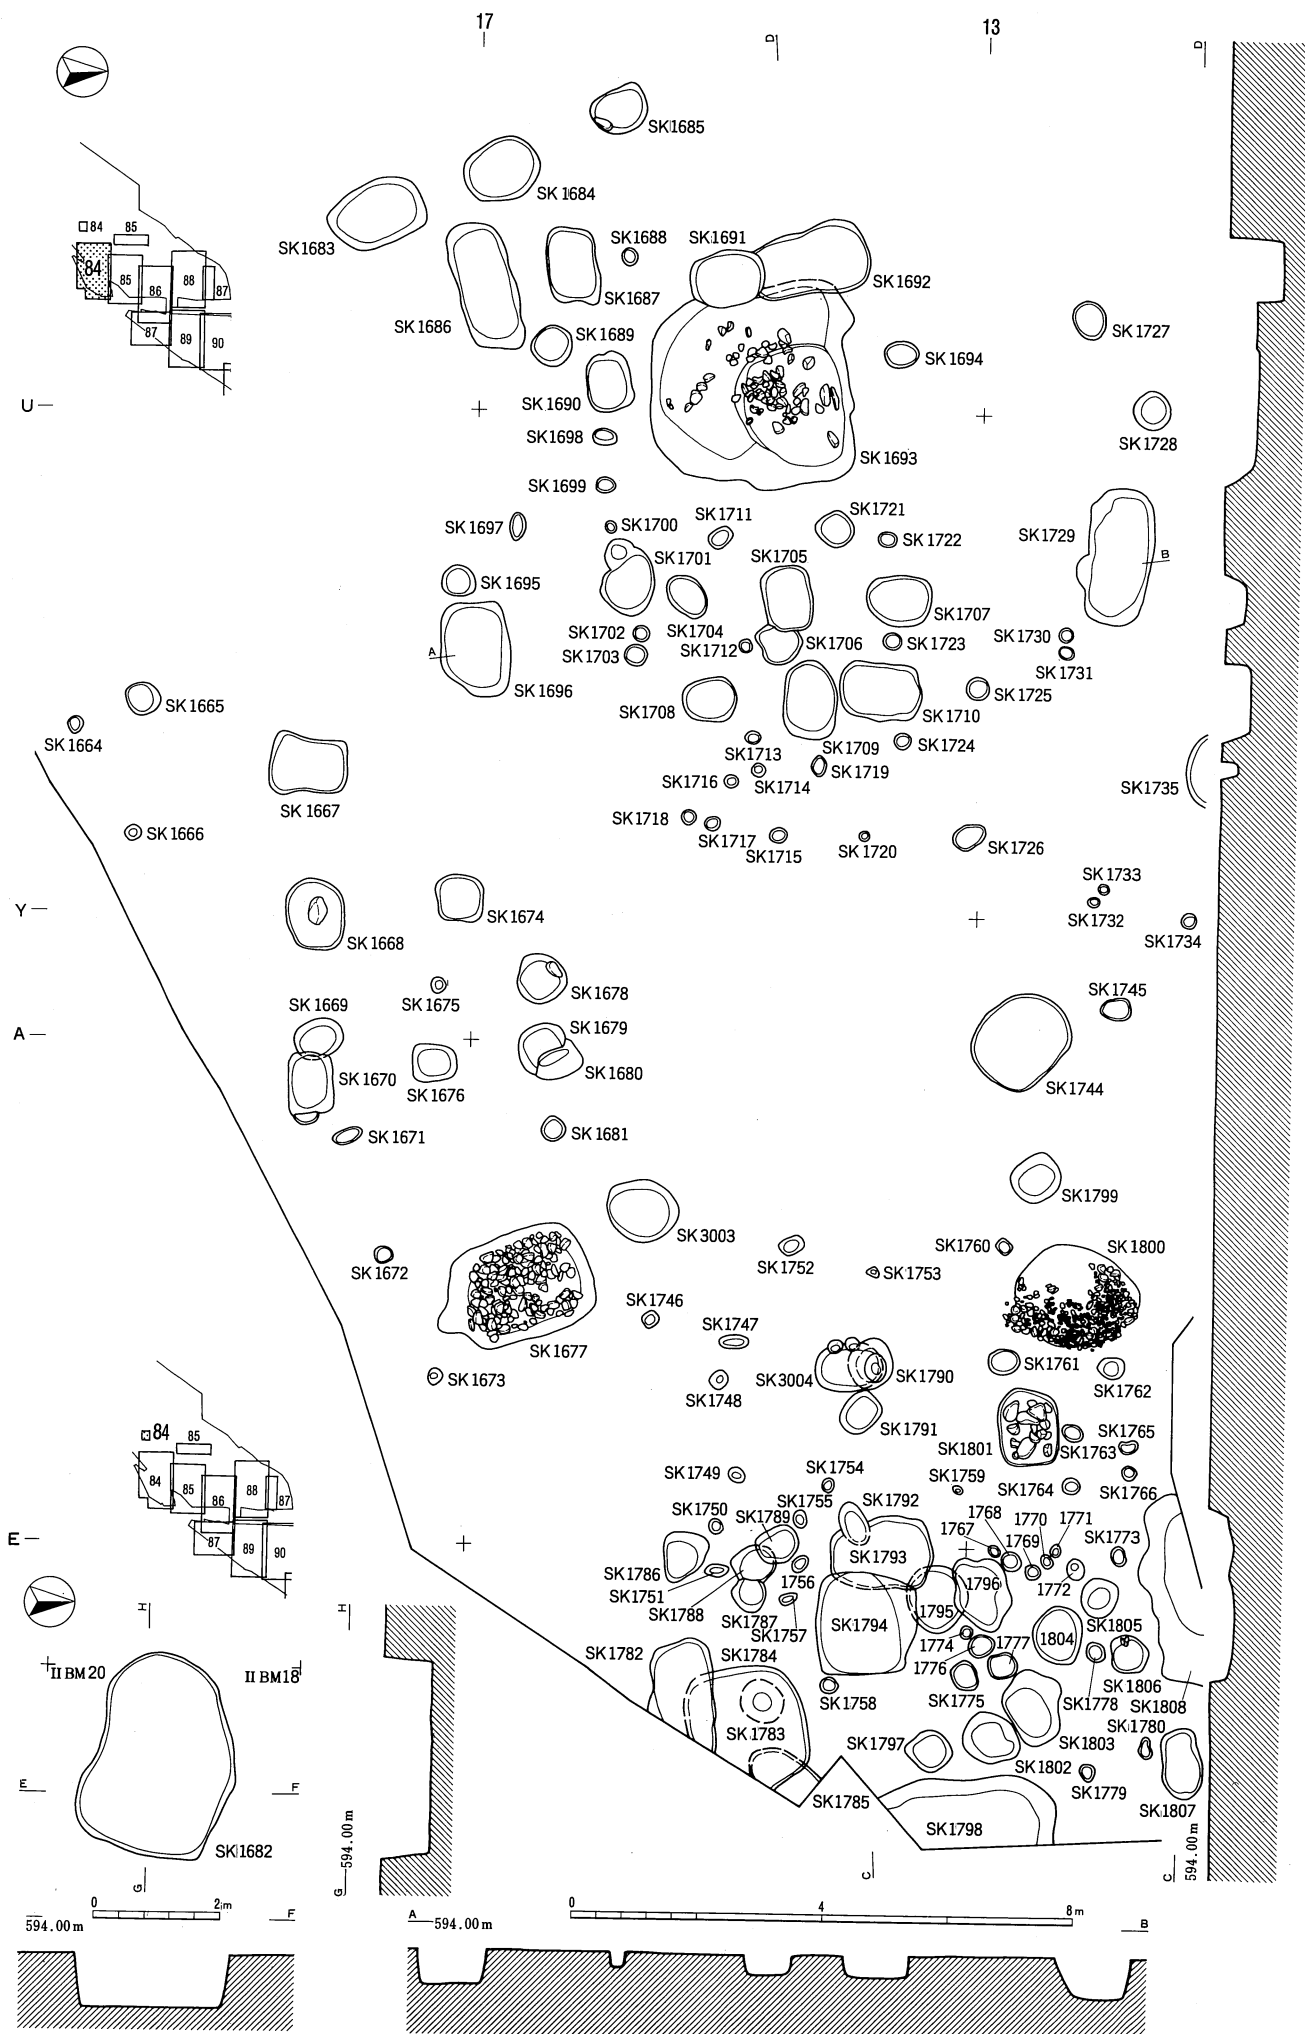 17
13
D
D
SK1685
SK1684
SK1683
SK1688
SK1691
SK1692
SK1687
SK1686
SK1689
SK1727
SK1694
SK1690
U
SK1698
SK1728
SK1693
SK1699
SK1697
SK1700
SK1711
SK1721
SK1722
SK1729
B
SK1701
SK1705
SK1695
SK1704
SK1707
SK1702
SK1712
SK1706
SK1723
SK1730
A
SK1703
SK1731
SK1696
SK1665
SK1708
SK1725
SK1710
SK1664
SK1713
SK1709
SK1724
SK1719
SK1716
SK1714
SK1735
SK1667
SK1718
SK1666
SK1717
SK1715
SK1720
SK1726
SK1733
Y
SK1668
SK1674
SK1732
SK1734
SK1678
SK1745
SK1669
SK1675
SK1679
A
SK1670
SK1676
SK1680
SK1744
SK1671
SK1681
SK1799
SK3003
SK1672
SK1752
SK1760
SK1800
SK1753
SK1746
SK1747
SK1677
SK1673
SK1748
SK3004
SK1790
SK1761
SK1762
SK1791
SK1801
SK1763
SK1765
SK1749
SK1754
SK1759
SK1764
SK1766
SK1750
SK1789
SK1755
SK1792
1767
1768
1769
1770
1771
SK1773
E
SK1786
SK1751
SK1788
SK1787
1756
SK1757
SK1793
1796
1772
1795
SK1794
SK1805
1804
1774
1776
1777
SK1782
SK1784
SK1775
SK1778
SK1806
SK1808
SK1758
SK1783
SK1797
SK1803
SK1780
SK1802
SK1779
SK1785
SK1798
SK1807
C
C
594.00m
84
85
84
85
86
88
87
87
89
90
84
85
84
85
86
88
87
87
89
90
H
H
II BM20
II BM18
E
F
SK1682
G
G
594.00m
0
2m
594.00m
F
A
594.00m
0
4
8m
B